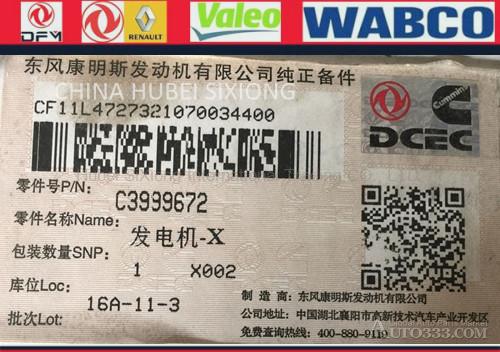 DFM RENAULT Valeo WABCO
东风康明斯发动机有限公司纯正备件
CHINA HUBEI SIXIONG
CF11L4727321070034400
Cummins
DCEC
零件号P/N: C3999672
零件名称Name: 发电机-X
包装数量SNP: 1 X002
库位Loc: 16A-11-3
批次Lot:
制造商:东风康明斯发动机有限公司
公司地址:中国湖北襄阳市高新技术汽车产业开发区
免费查询热线:400-880-9119
AUTO333.COM